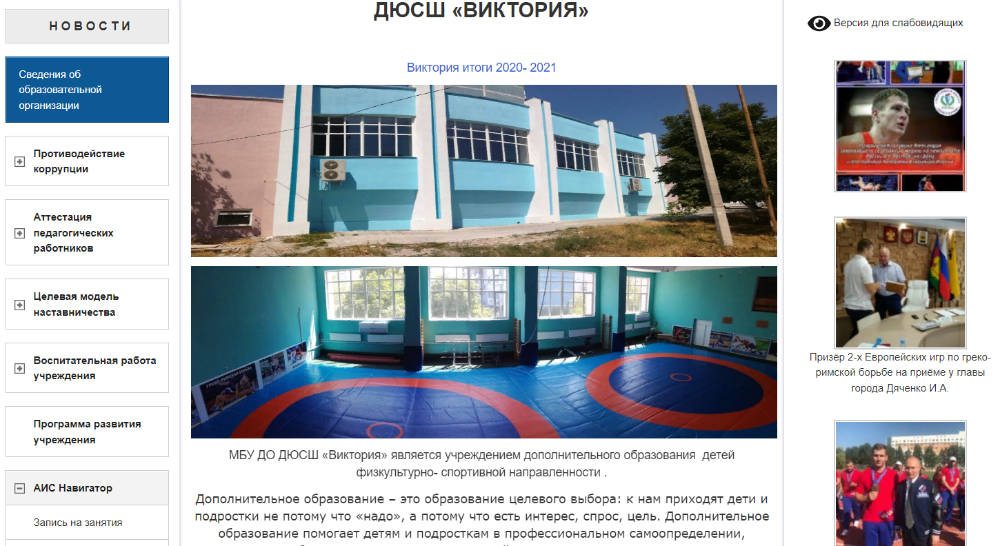 НОВОСТИ
Сведения об
образовательной
организации
Противодействие
коррупции
Аттестация
педагогических
работников
Целевая модель
наставничества
Воспитательная работа
учреждения
Программа развития
учреждения
АИС Навигатор
Запись на занятия
ДЮСШ «ВИКТОРИЯ»
Виктория итоги 2020- 2021
ГРЕКО-РИМСКАЯ БОРЬБА
МБУ ДО ДЮСШ «Виктория» является учреждением дополнительного образования  детей
физкультурно- спортивной направленности .
Дополнительное образование – это образование целевого выбора: к нам приходят дети и
подростки не потому что «надо», а потому что есть интерес, спрос, цель. Дополнительное
образование помогает детям и подросткам в профессиональном самоопределении,
Версия для слабовидящих
Призёр 2-х Европейских игр по греко-
римской борьбе на приёме у главы
города Дяченко И.А.